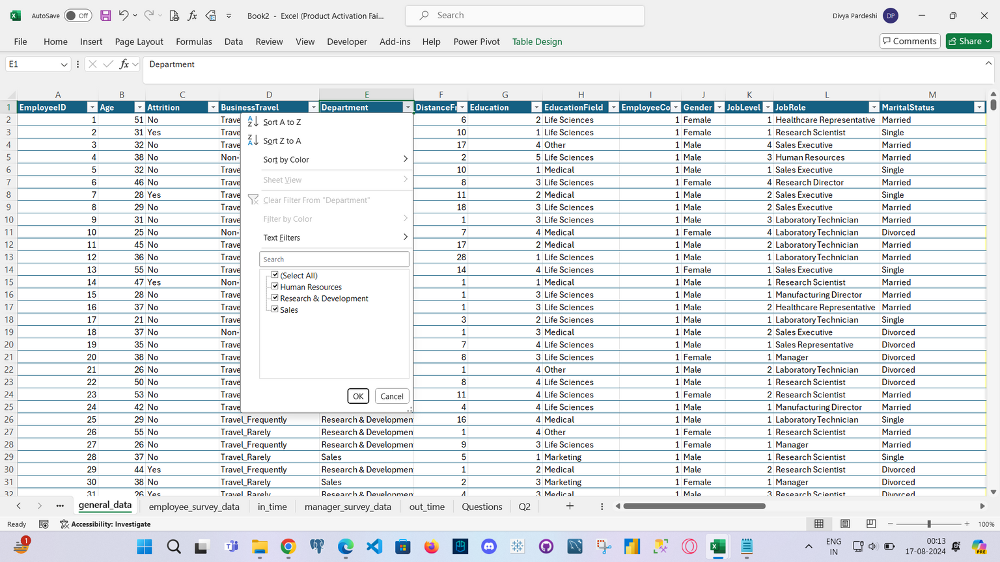 AutoSave Off Book2 - Excel (Product Activation Fai... Search Divya Pardeshi DP
File Home Insert Page Layout Formulas Data Review View Developer Add-ins Help Power Pivot Table Design Comments Share
E1 fx Department
A B C D E F G H I J K L M
1 EmployeeID Age Attrition BusinessTravel Department DistanceFr Education EducationField EmployeeCo Gender JobLevel JobRole MaritalStatus
2 1 51 No Trave 6 2 Life Sciences 1 Female 1 Healthcare Representative Married
3 2 31 Yes Trave 10 1 Life Sciences 1 Female 1 Research Scientist Single
4 3 32 No Trave 17 4 Other 1 Male 4 Sales Executive Married
5 4 38 No Non- 2 5 Life Sciences 1 Male 3 Human Resources Married
6 5 32 No Trave 10 1 Medical 1 Male 1 Sales Executive Single
7 6 46 No Trave 8 3 Life Sciences 1 Female 4 Research Director Married
8 7 28 Yes Trave 11 2 Medical 1 Male 2 Sales Executive Single
9 8 29 No Trave 18 3 Life Sciences 1 Male 2 Sales Executive Married
10 9 31 No Trave 1 3 Life Sciences 1 Male 3 Laboratory Technician Married
11 10 25 No Non- 7 4 Medical 1 Female 4 Laboratory Technician Divorced
12 11 45 No Trave 17 2 Medical 1 Male 2 Laboratory Technician Married
13 12 36 No Trave 28 1 Life Sciences 1 Male 1 Laboratory Technician Married
14 13 55 No Trave 14 4 Life Sciences 1 Female 1 Sales Executive Single
15 14 47 Yes Non- 1 1 Medical 1 Male 1 Research Scientist Married
16 15 28 No Trave 1 3 Life Sciences 1 Male 1 Manufacturing Director Married
17 16 37 No Trave 1 3 Life Sciences 1 Male 2 Healthcare Representative Married
18 17 21 No Trave 3 2 Life Sciences 1 Male 1 Laboratory Technician Single
19 18 37 No Non- 1 3 Medical 1 Male 2 Sales Executive Divorced
20 19 35 No Trave 7 4 Life Sciences 1 Male 1 Sales Representative Divorced
21 20 38 No Trave 8 3 Life Sciences 1 Female 1 Manager Divorced
22 21 26 No Trave 1 4 Other 1 Male 2 Laboratory Technician Divorced
23 22 50 No Trave 8 4 Life Sciences 1 Male 1 Research Scientist Divorced
24 23 53 No Trave 11 4 Life Sciences 1 Female 2 Research Scientist Married
25 24 42 No Trave 4 4 Life Sciences 1 Male 1 Manufacturing Director Married
26 25 29 No Travel_Frequently Research & Developmen 16 4 Medical 1 Male 1 Laboratory Technician Single
27 26 55 No Travel_Rarely Research & Developmen 1 4 Other 1 Female 1 Research Scientist Married
28 27 26 No Travel_Frequently Research & Developmen 9 3 Life Sciences 1 Female 1 Manager Married
29 28 37 No Travel_Rarely Sales 5 1 Marketing 1 Male 1 Research Scientist Single
30 29 44 Yes Travel_Frequently Research & Developmen 1 2 Medical 1 Male 2 Research Scientist Divorced
31 30 38 No Travel_Rarely Sales 2 3 Marketing 1 Female 1 Manager Divorced
32 31 26 Yes Travel_Rarely Research & Developmen 4 3 Medical 1 Male 3 Research Scientist Divorced
Sort A to Z
Sort Z to A
Sort by Color
Sheet View
Clear Filter From "Department"
Filter by Color
Text Filters
Search
(Select All)
Human Resources
Research & Development
Sales
OK Cancel
general_data employee_survey_data in_time manager_survey_data out_time Questions Q2
Ready Accessibility: Investigate 100%
1 ENG IN 00:13 17-08-2024 PRE